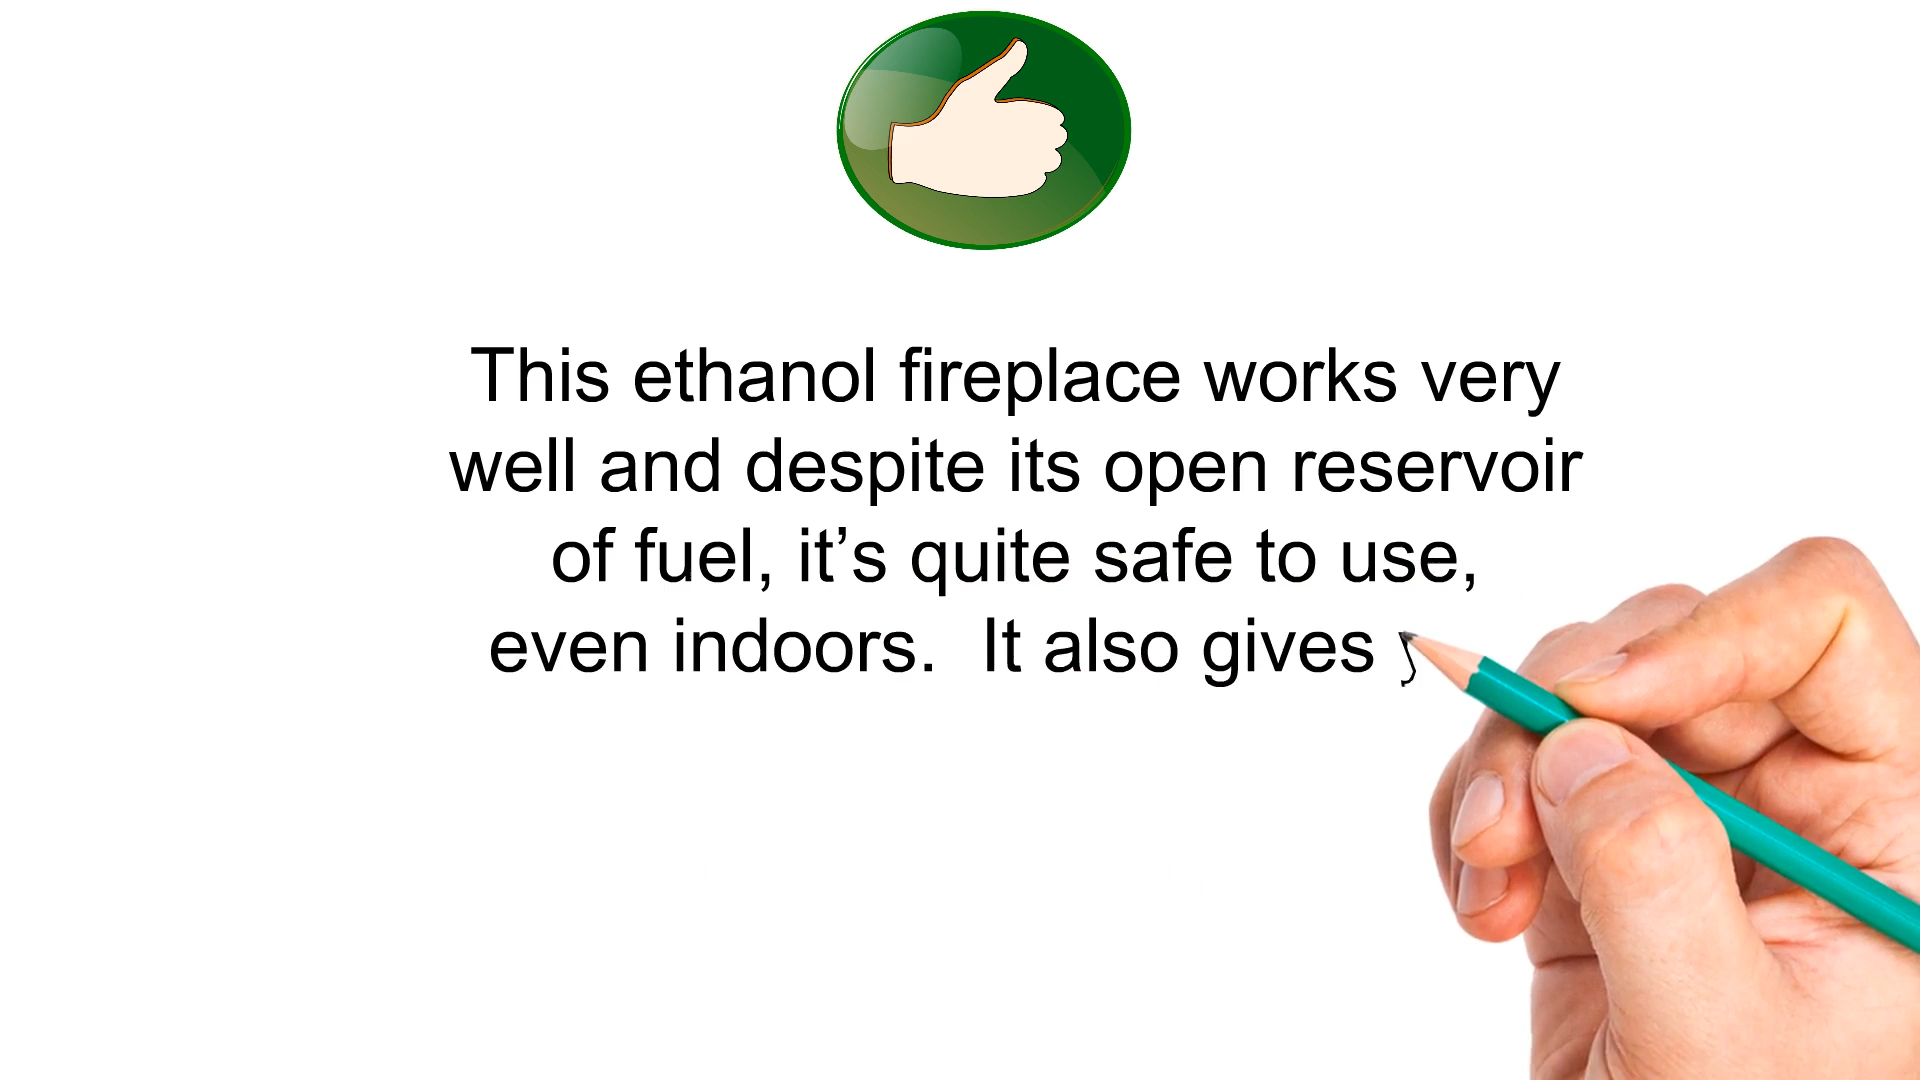 This ethanol fireplace works very
well and despite its open reservoir
of fuel, it’s quite safe to use,
even indoors.  It also gives